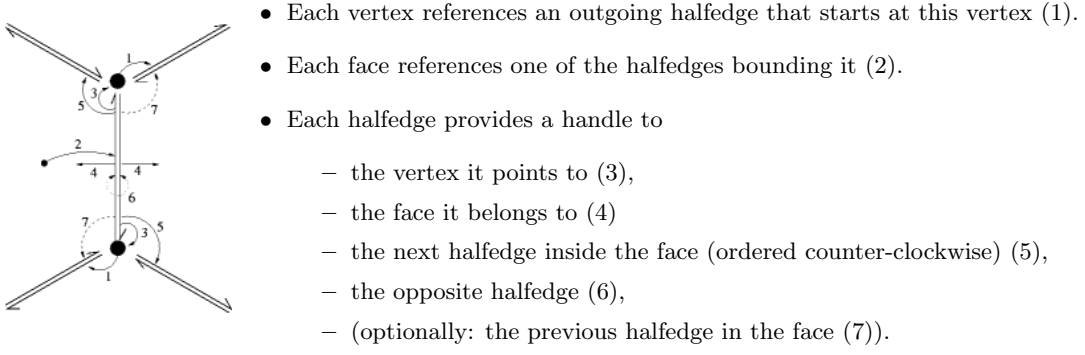 • Each vertex references an outgoing halfedge that starts at this vertex (1).
• Each face references one of the halfedges bounding it (2).
• Each halfedge provides a handle to
– the vertex it points to (3),
– the face it belongs to (4)
– the next halfedge inside the face (ordered counter-clockwise) (5),
– the opposite halfedge (6),
– (optionally: the previous halfedge in the face (7)).
1
3
5
7
2
4 4
6
7 5
3
1